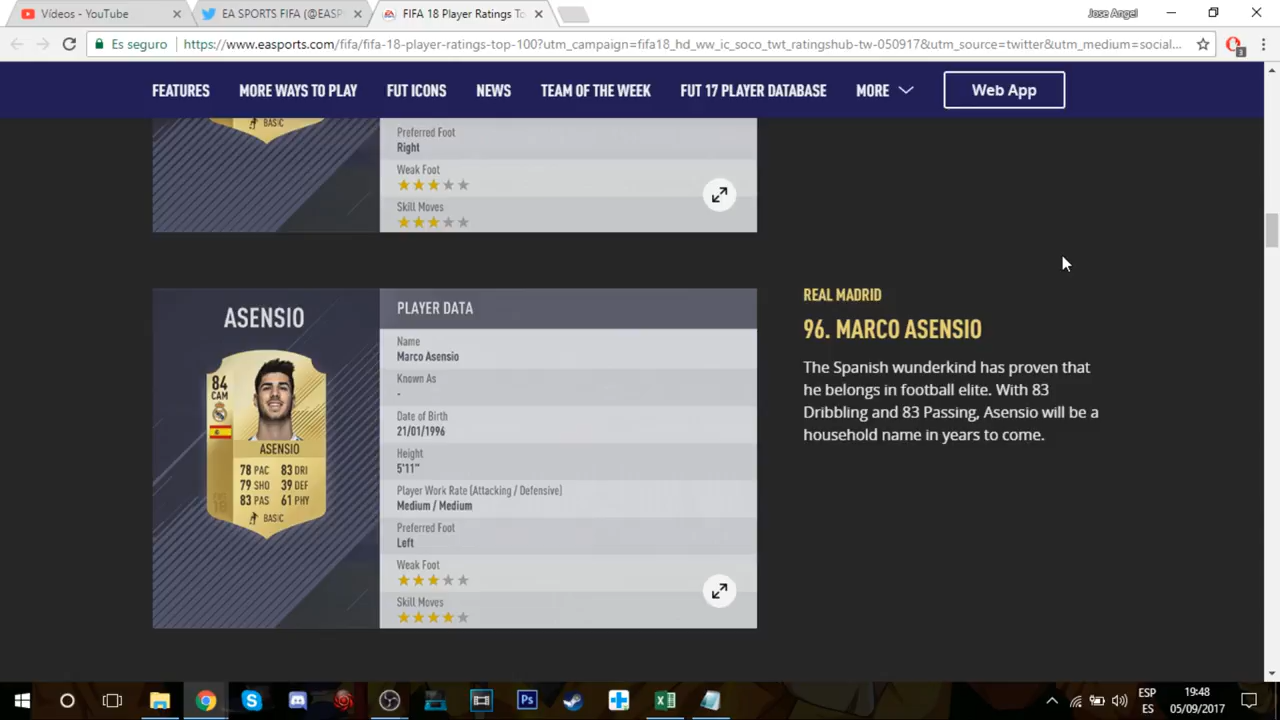 Vídeos - YouTube
EA SPORTS FIFA (@EASP
FIFA 18 Player Ratings To
Jose Angel
Es seguro
https://www.easports.com/fifa/fifa-18-player-ratings-top-100?utm_campaign=fifa18_hd_ww_ic_soco_twt_ratingshub-tw-050917&utm_source=twitter&utm_medium=social...
3
FEATURES
MORE WAYS TO PLAY
FUT ICONS
NEWS
TEAM OF THE WEEK
FUT 17 PLAYER DATABASE
MORE
Web App
BASIC
Preferred Foot
Right
Weak Foot
Skill Moves
ASENSIO
84
CAM
ASENSIO
78 PAC 83 DRI
79 SHO 39 DEF
83 PAS 61 PHY
BASIC
PLAYER DATA
Name
Marco Asensio
Known As
-
Date of Birth
21/01/1996
Height
5'11"
Player Work Rate (Attacking / Defensive)
Medium / Medium
Preferred Foot
Left
Weak Foot
Skill Moves
REAL MADRID
96. MARCO ASENSIO
The Spanish wunderkind has proven that
he belongs in football elite. With 83
Dribbling and 83 Passing, Asensio will be a
household name in years to come.
Ps
ESP
ES
19:48
05/09/2017